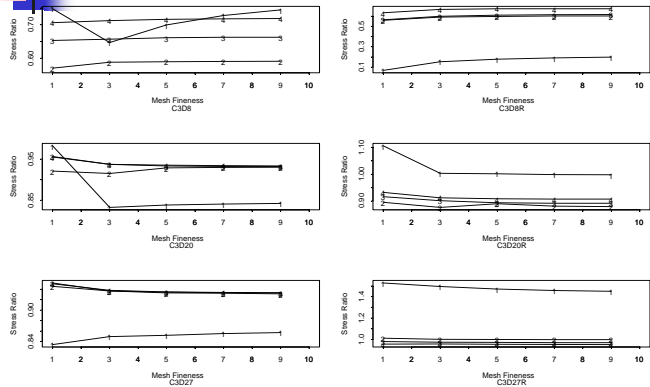 0.70
0.60
Stress Ratio
1 2 3 4 5 6 7 8 9 10
Mesh Fineness
C3D8
0.5
0.3
0.1
Stress Ratio
1 2 3 4 5 6 7 8 9 10
Mesh Fineness
C3D8R
0.95
0.85
Stress Ratio
1 2 3 4 5 6 7 8 9 10
Mesh Fineness
C3D20
1.10
1.00
0.90
Stress Ratio
1 2 3 4 5 6 7 8 9 10
Mesh Fineness
C3D20R
0.90
0.84
Stress Ratio
1 2 3 4 5 6 7 8 9 10
Mesh Fineness
C3D27
1.4
1.2
1.0
Stress Ratio
1 2 3 4 5 6 7 8 9 10
Mesh Fineness
C3D27R